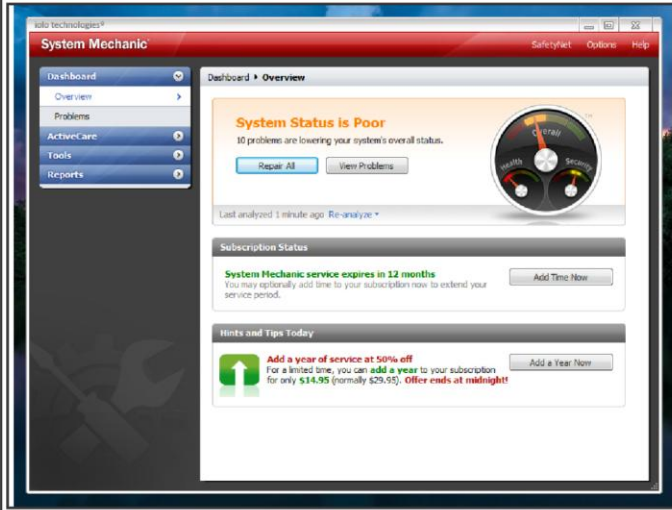 iolo technologies®
System Mechanic
SafetyNet Options Help
Dashboard
Overview
Problems
ActiveCare
Tools
Reports
Dashboard Overview
System Status is Poor
10 problems are lowering your system's overall status.
Repair All View Problems
Overall
Health Security
Last analyzed 1 minute ago Re-analyze
Subscription Status
System Mechanic service expires in 12 months
You may optionally add time to your subscription now to extend your
service period.
Add Time Now
Hints and Tips Today
Add a year of service at 50% off
For a limited time, you can add a year to your subscription
for only $14.95 (normally $29.95). Offer ends at midnight!
Add a Year Now